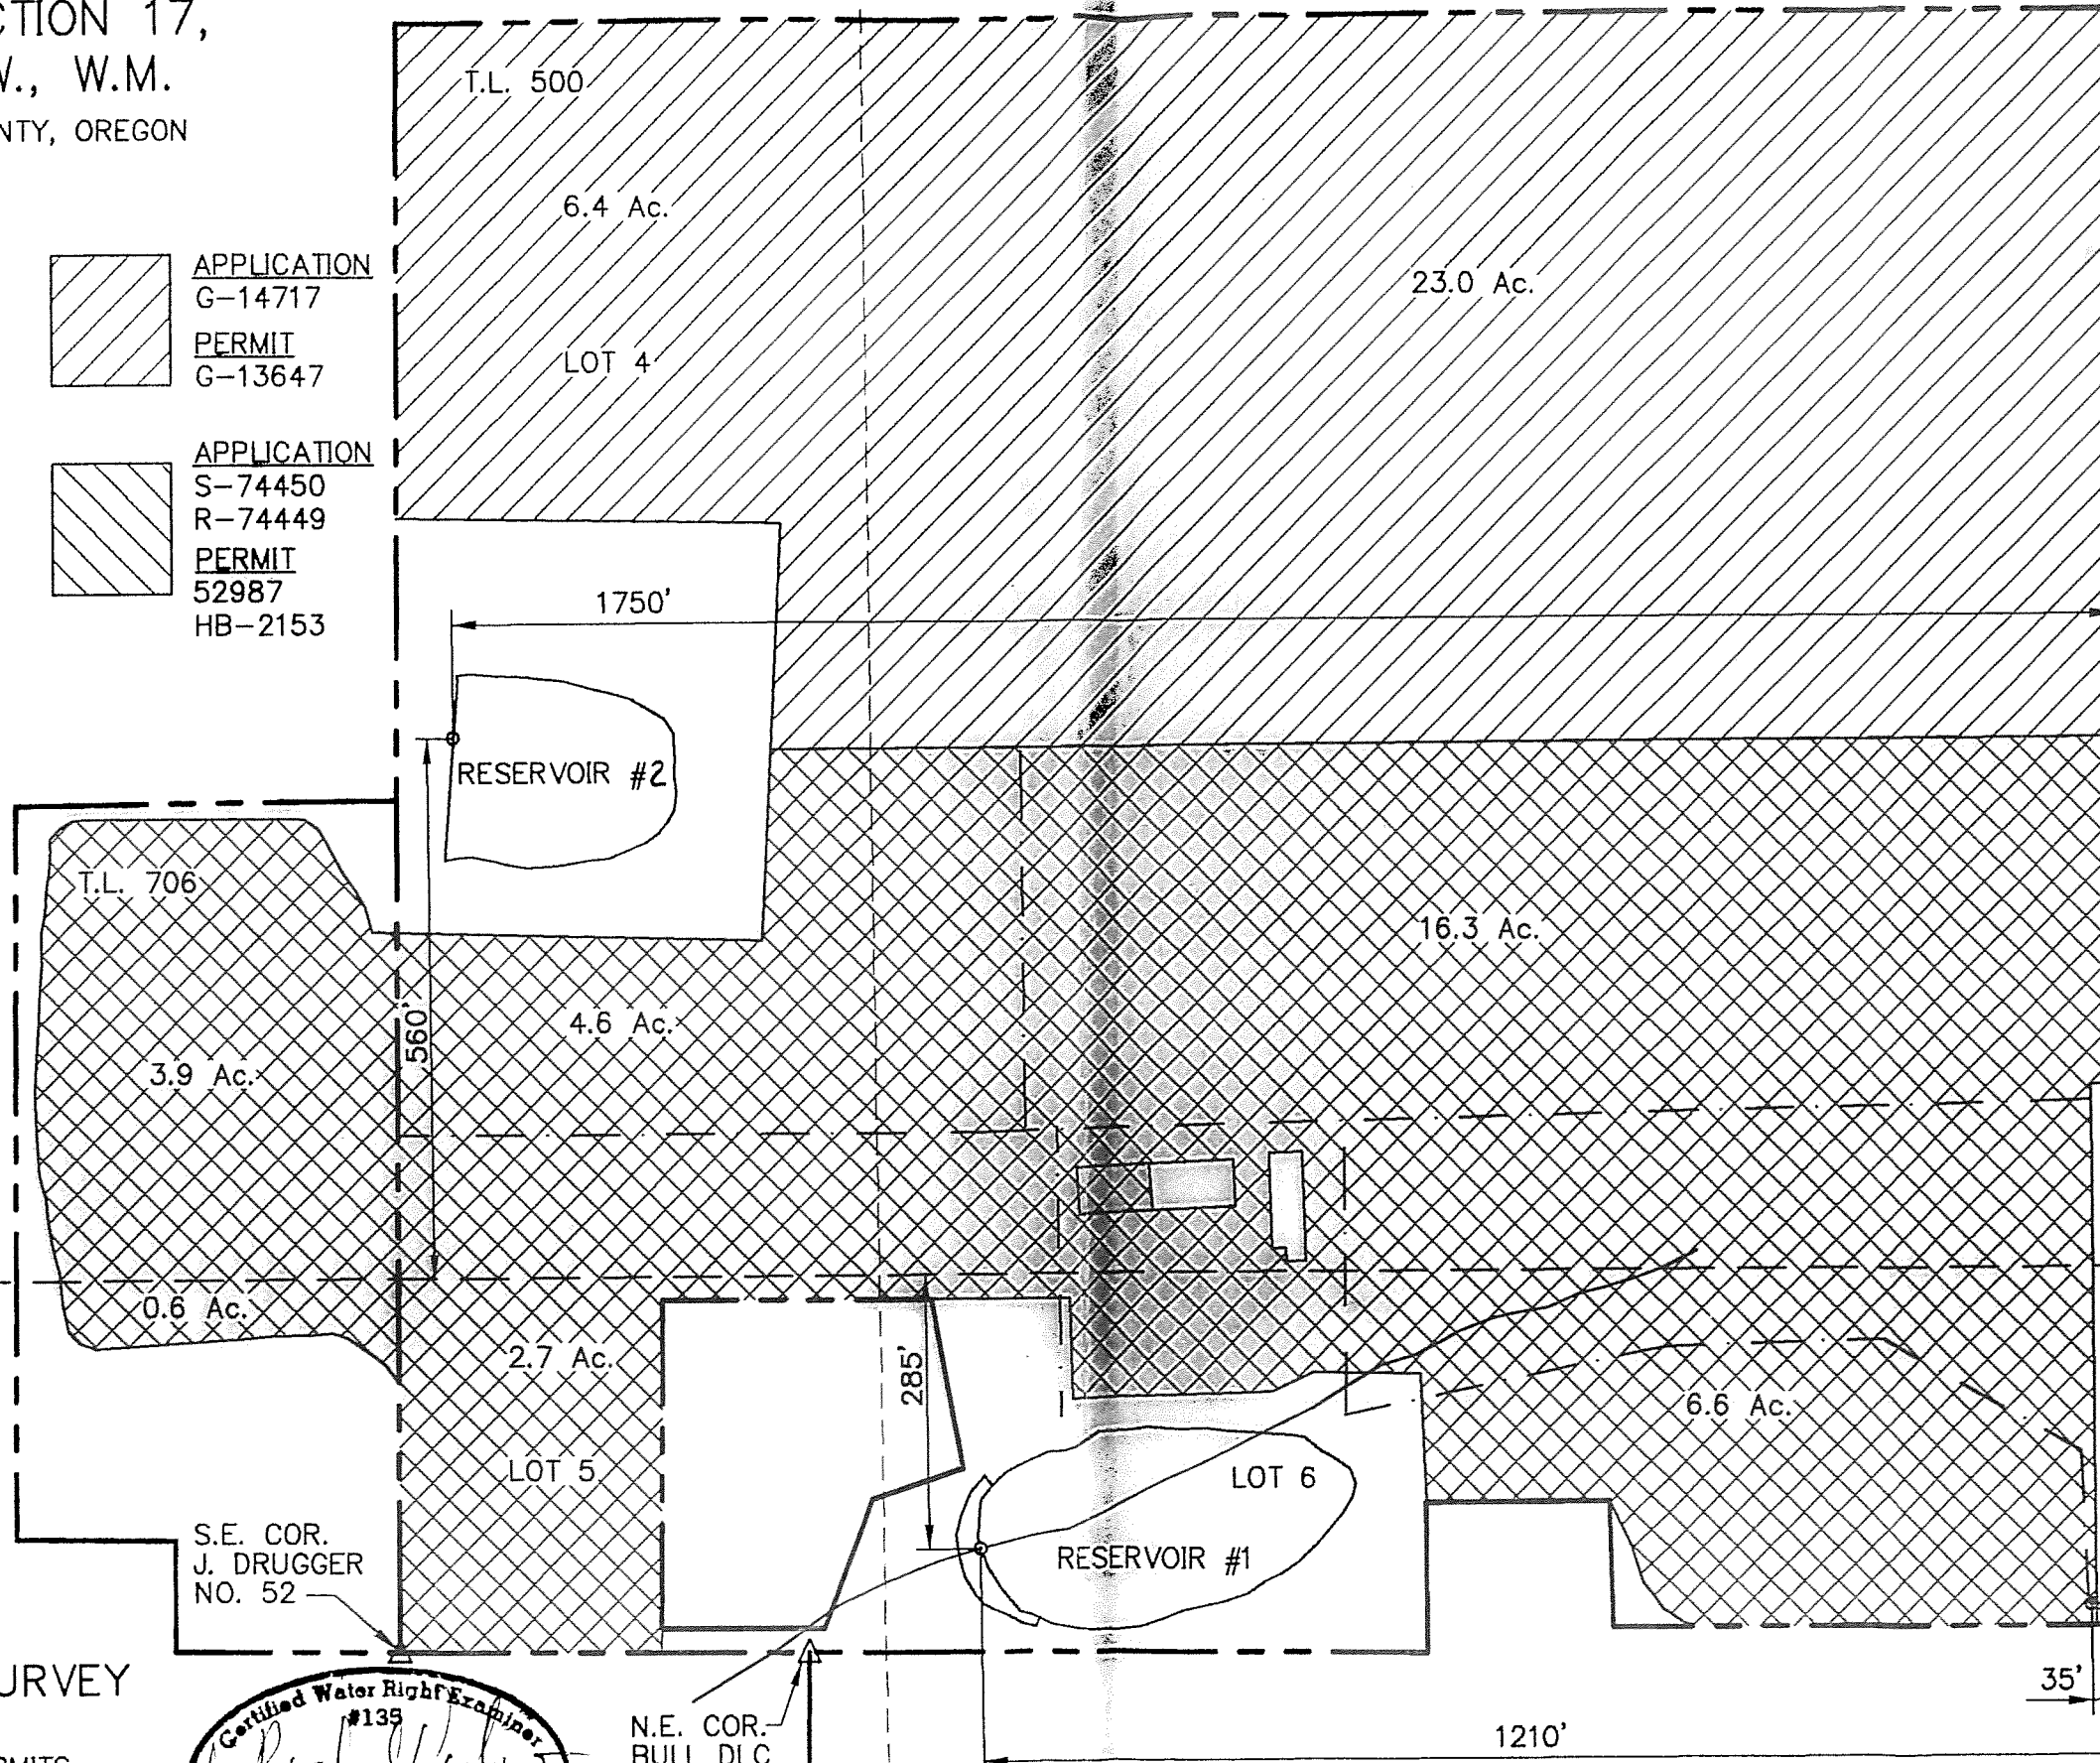 CTION 17,
W., W.M.
NTY, OREGON
APPLICATION
G-14717
PERMIT
G-13647
APPLICATION
S-74450
R-74449
PERMIT
52987
HB-2153
T.L. 500
6.4 Ac.
23.0 Ac.
LOT 4
1750'
RESERVOIR #2
T.L. 706
16.3 Ac.
4.6 Ac.
560'
3.9 Ac.
0.6 Ac.
2.7 Ac.
285'
6.6 Ac.
LOT 5
LOT 6
RESERVOIR #1
S.E. COR.
J. DRUGGER
NO. 52
URVEY
35'
Certified Water Right Examiner
#135
N.E. COR.
BULL DLC
1210'
RMITS